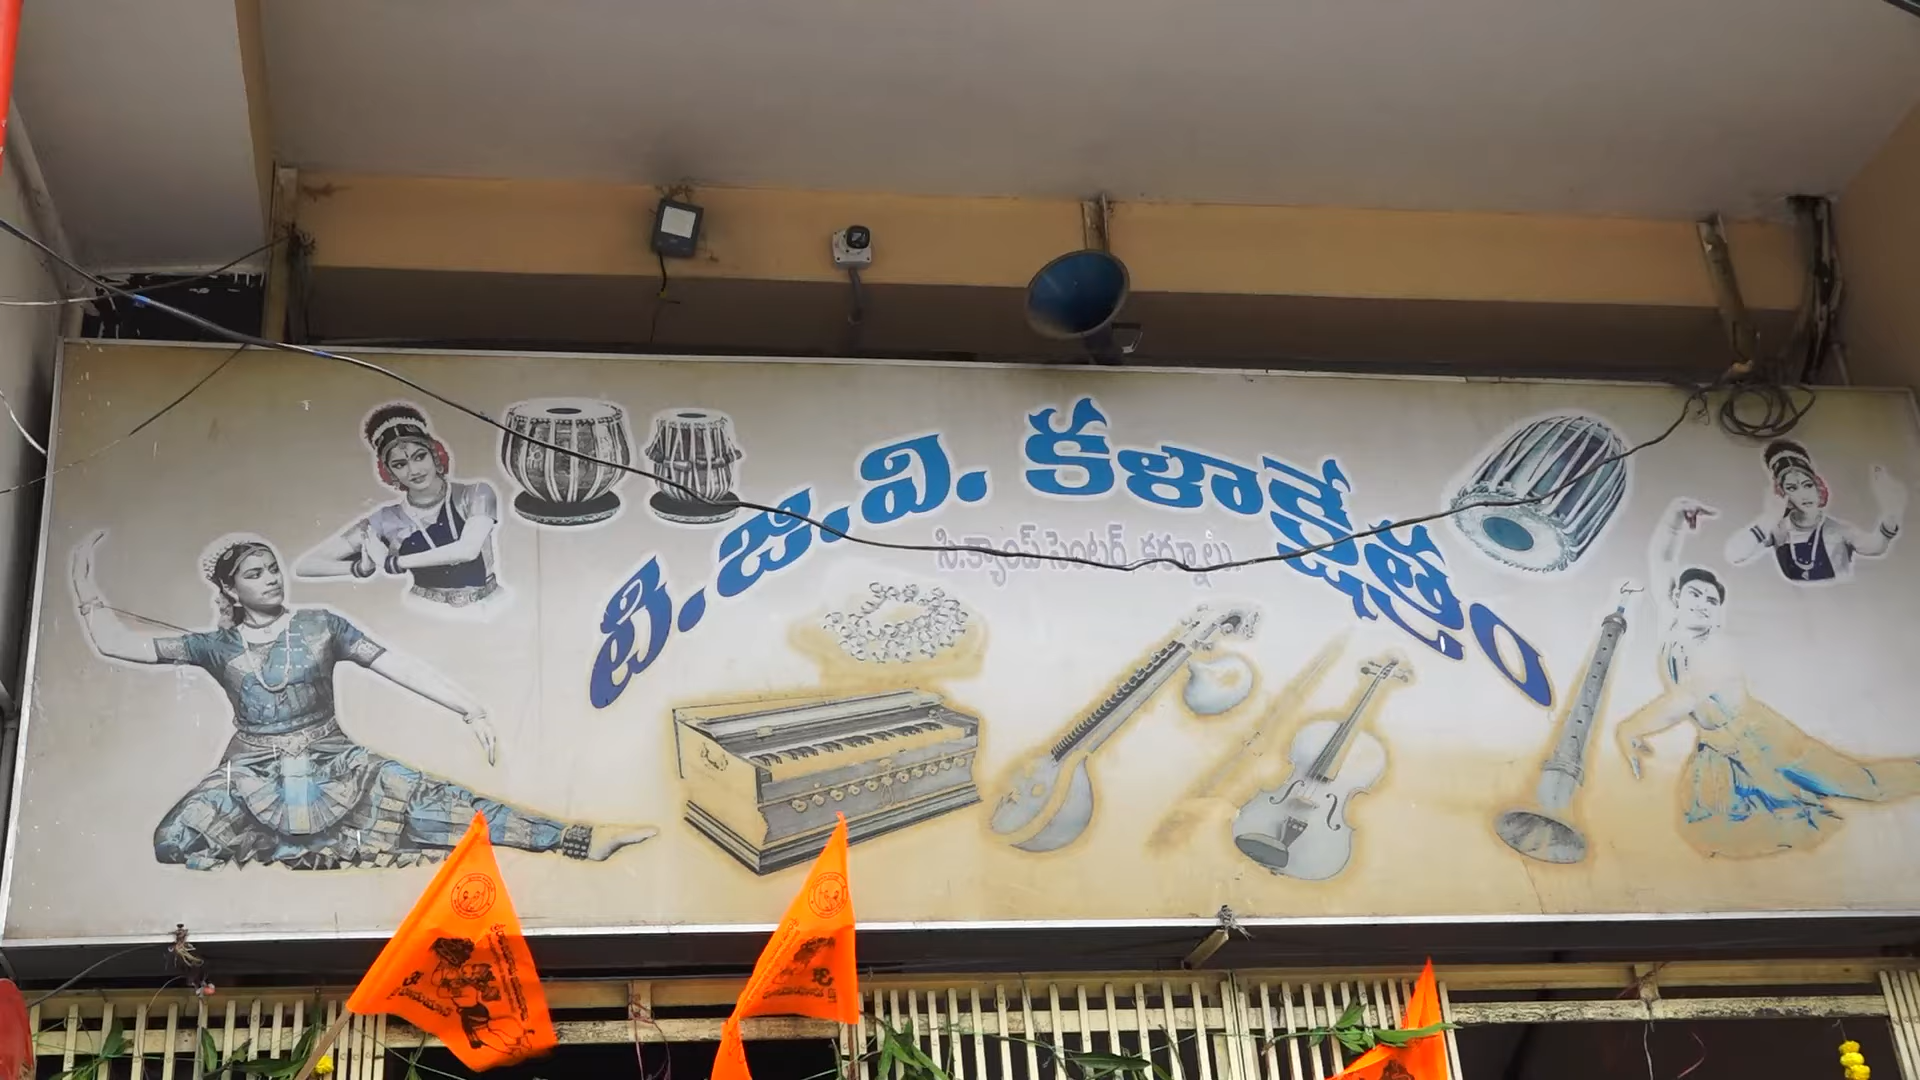 టి.జి.వి. కళాక్షేత్రం
సి.క్యాంప్ సెంటర్ కర్నూలు.